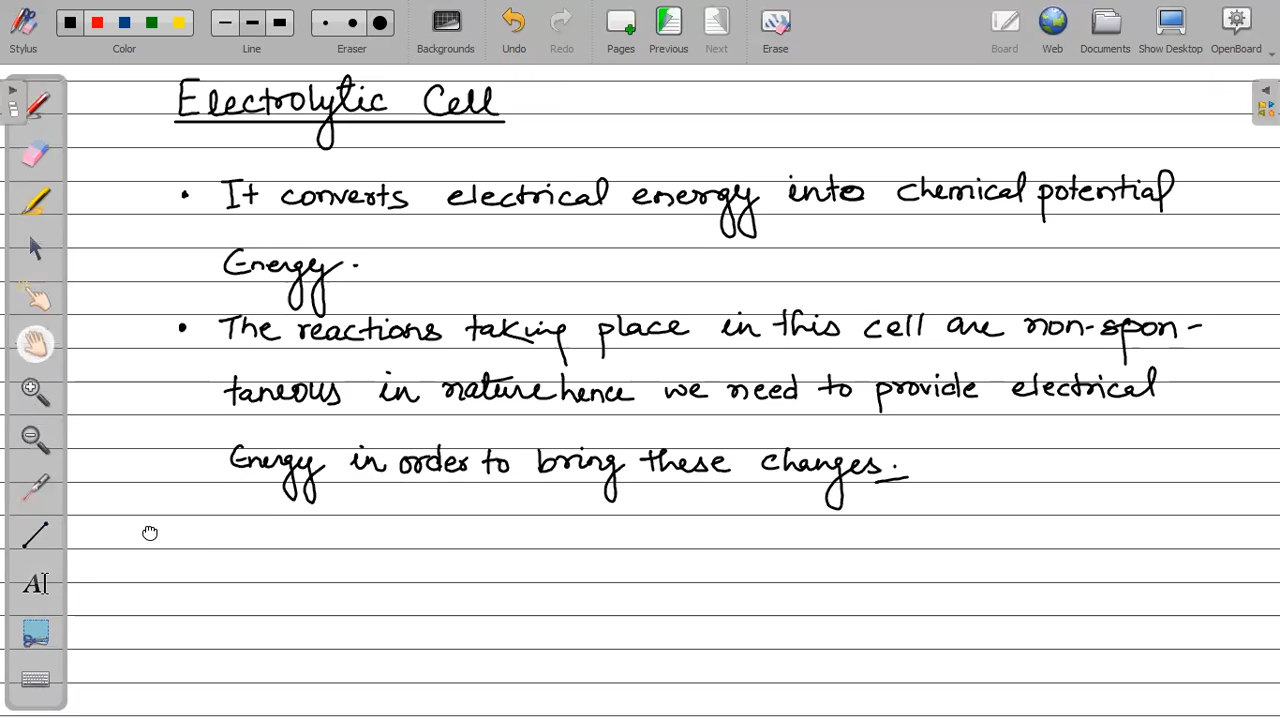 Stylus
Color
Line
Eraser
Backgrounds
Undo
Redo
Pages
Previous
Next
Erase
Board
Web
Documents
Show Desktop
OpenBoard
Electrolytic Cell
• It converts electrical energy into chemical potential
Energy.
• The reactions taking place in this cell are non-spon-
taneous in nature hence we need to provide electrical
Energy in order to bring these changes.